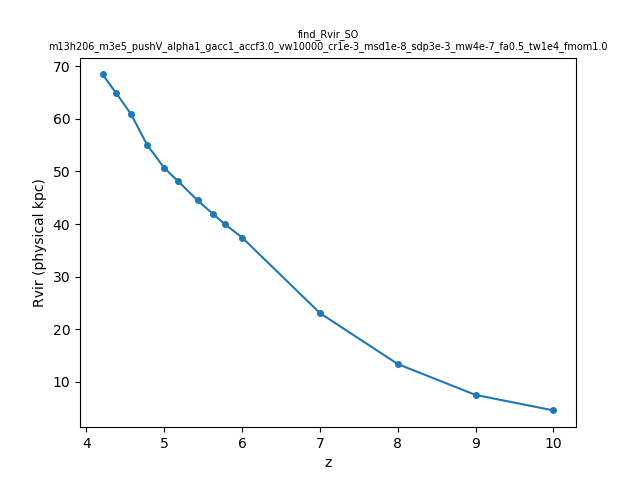 find_Rvir_SO
m13h206_m3e5_pushV_alpha1_gacc1_accf3.0_vw10000_cr1e-3_msd1e-8_sdp3e-3_mw4e-7_fa0.5_tw1e4_fmom1.0
70
60
50
40
30
20
10
Rvir (physical kpc)
4 5 6 7 8 9 10
z